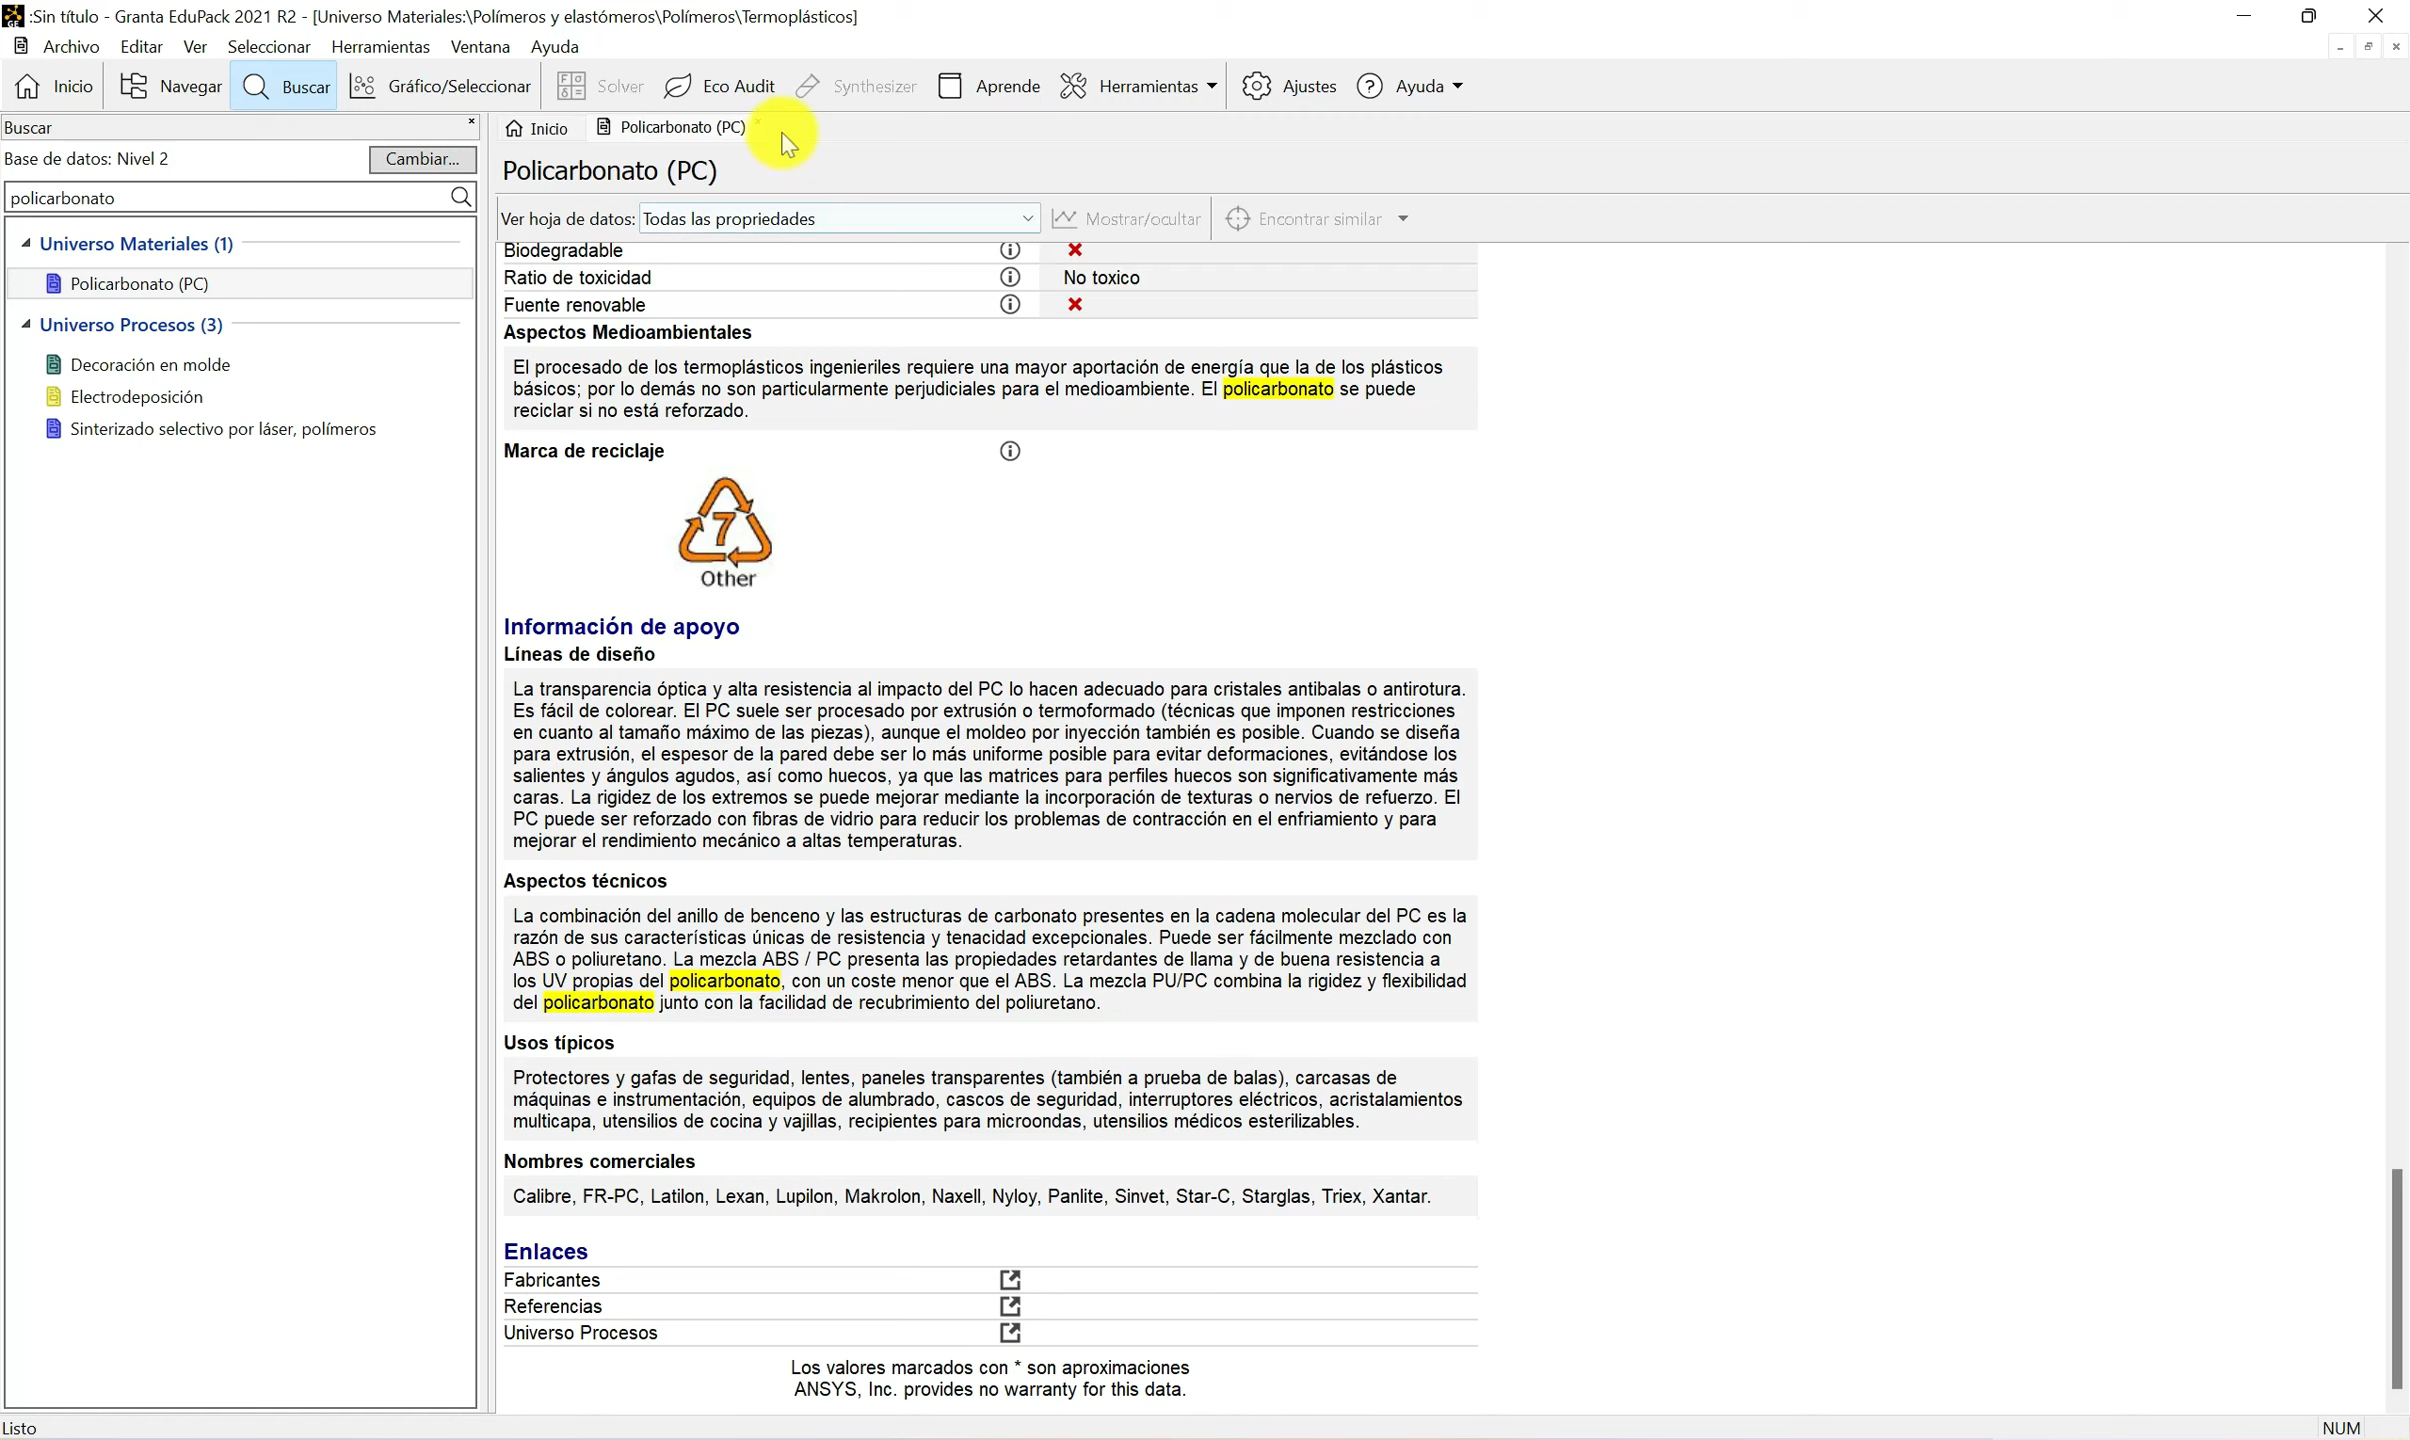 :Sin título - Granta EduPack 2021 R2 - [Universo Materiales:\Polímeros y elastómeros\Polímeros\Termoplásticos]
Archivo Editar Ver Seleccionar Herramientas Ventana Ayuda
Inicio Navegar Buscar Gráfico/Seleccionar Solver Eco Audit Synthesizer Aprende Herramientas Ajustes Ayuda
Buscar
Base de datos: Nivel 2 Cambiar...
policarbonato
Universo Materiales (1)
Policarbonato (PC)
Universo Procesos (3)
Decoración en molde
Electrodeposición
Sinterizado selectivo por láser, polímeros
Inicio Policarbonato (PC)
Policarbonato (PC)
Ver hoja de datos: Todas las propiedades Mostrar/ocultar Encontrar similar
Biodegradable
Ratio de toxicidad No toxico
Fuente renovable
Aspectos Medioambientales
El procesado de los termoplásticos ingenieriles requiere una mayor aportación de energía que la de los plásticos
básicos; por lo demás no son particularmente perjudiciales para el medioambiente. El policarbonato se puede
reciclar si no está reforzado.
Marca de reciclaje
7
Other
Información de apoyo
Líneas de diseño
La transparencia óptica y alta resistencia al impacto del PC lo hacen adecuado para cristales antibalas o antirotura.
Es fácil de colorear. El PC suele ser procesado por extrusión o termoformado (técnicas que imponen restricciones
en cuanto al tamaño máximo de las piezas), aunque el moldeo por inyección también es posible. Cuando se diseña
para extrusión, el espesor de la pared debe ser lo más uniforme posible para evitar deformaciones, evitándose los
salientes y ángulos agudos, así como huecos, ya que las matrices para perfiles huecos son significativamente más
caras. La rigidez de los extremos se puede mejorar mediante la incorporación de texturas o nervios de refuerzo. El
PC puede ser reforzado con fibras de vidrio para reducir los problemas de contracción en el enfriamiento y para
mejorar el rendimiento mecánico a altas temperaturas.
Aspectos técnicos
La combinación del anillo de benceno y las estructuras de carbonato presentes en la cadena molecular del PC es la
razón de sus características únicas de resistencia y tenacidad excepcionales. Puede ser fácilmente mezclado con
ABS o poliuretano. La mezcla ABS / PC presenta las propiedades retardantes de llama y de buena resistencia a
los UV propias del policarbonato, con un coste menor que el ABS. La mezcla PU/PC combina la rigidez y flexibilidad
del policarbonato junto con la facilidad de recubrimiento del poliuretano.
Usos típicos
Protectores y gafas de seguridad, lentes, paneles transparentes (también a prueba de balas), carcasas de
máquinas e instrumentación, equipos de alumbrado, cascos de seguridad, interruptores eléctricos, acristalamientos
multicapa, utensilios de cocina y vajillas, recipientes para microondas, utensilios médicos esterilizables.
Nombres comerciales
Calibre, FR-PC, Latilon, Lexan, Lupilon, Makrolon, Naxell, Nyloy, Panlite, Sinvet, Star-C, Starglas, Triex, Xantar.
Enlaces
Fabricantes
Referencias
Universo Procesos
Los valores marcados con * son aproximaciones
ANSYS, Inc. provides no warranty for this data.
Listo NUM